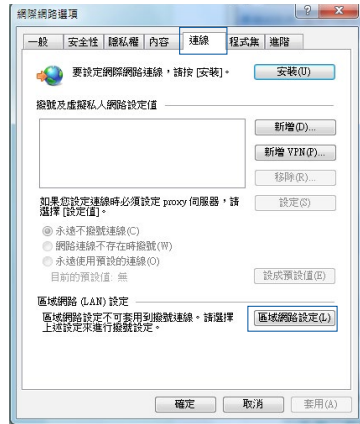 網際網路選項
一般 安全性 隱私權 內容 連線 程式集 進階
要設定網際網路連線，請按 [安裝]。 安裝(U)
撥號及虛擬私人網路設定值
新增(D)...
新增 VPN(P)...
移除(R)...
如果您設定連線時必須設定 proxy 伺服器，請 設定(S)
選擇 [設定值]。
永遠不撥號連線(C)
網路連線不存在時撥號(W)
永遠使用預設的連線(O)
目前的預設值: 無 設成預設值(E)
區域網路 (LAN) 設定
區域網路設定不可套用到撥號連線。請選擇 區域網路設定(L)
上述設定來進行撥號設定。
確定 取消 套用(A)